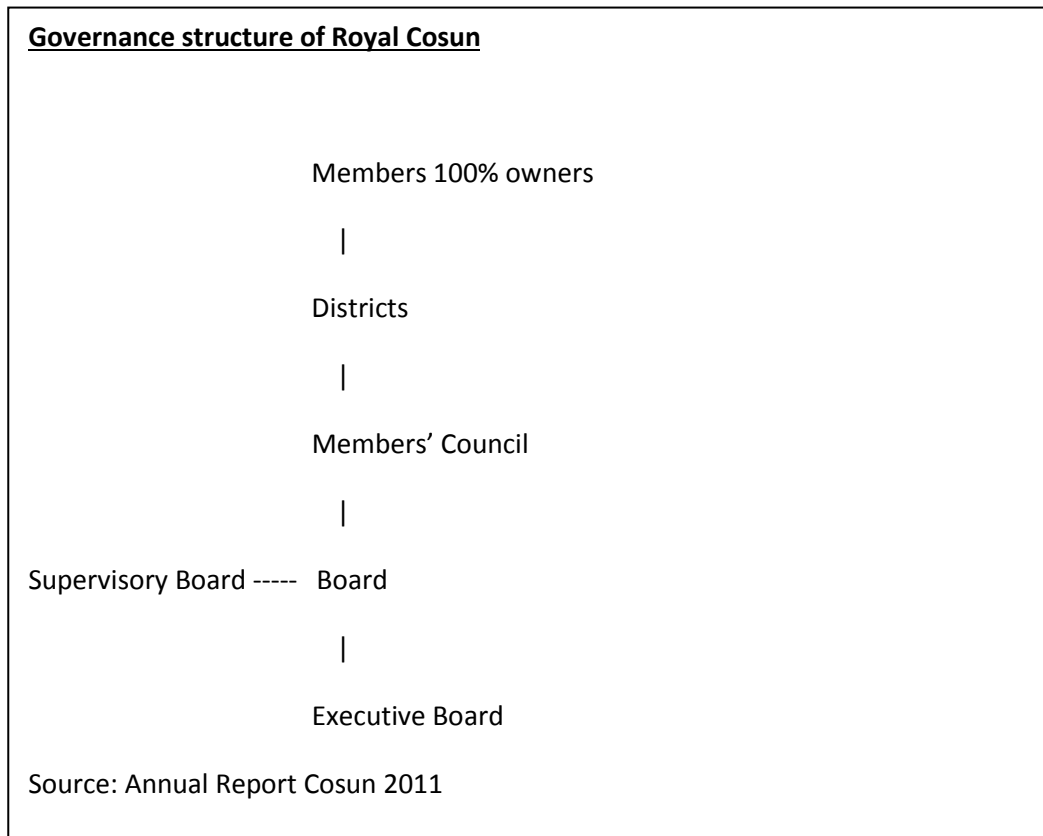 Governance structure of Royal Cosun
Members 100% owners
|
Districts
|
Members’ Council
|
Supervisory Board ----- Board
|
Executive Board
Source: Annual Report Cosun 2011